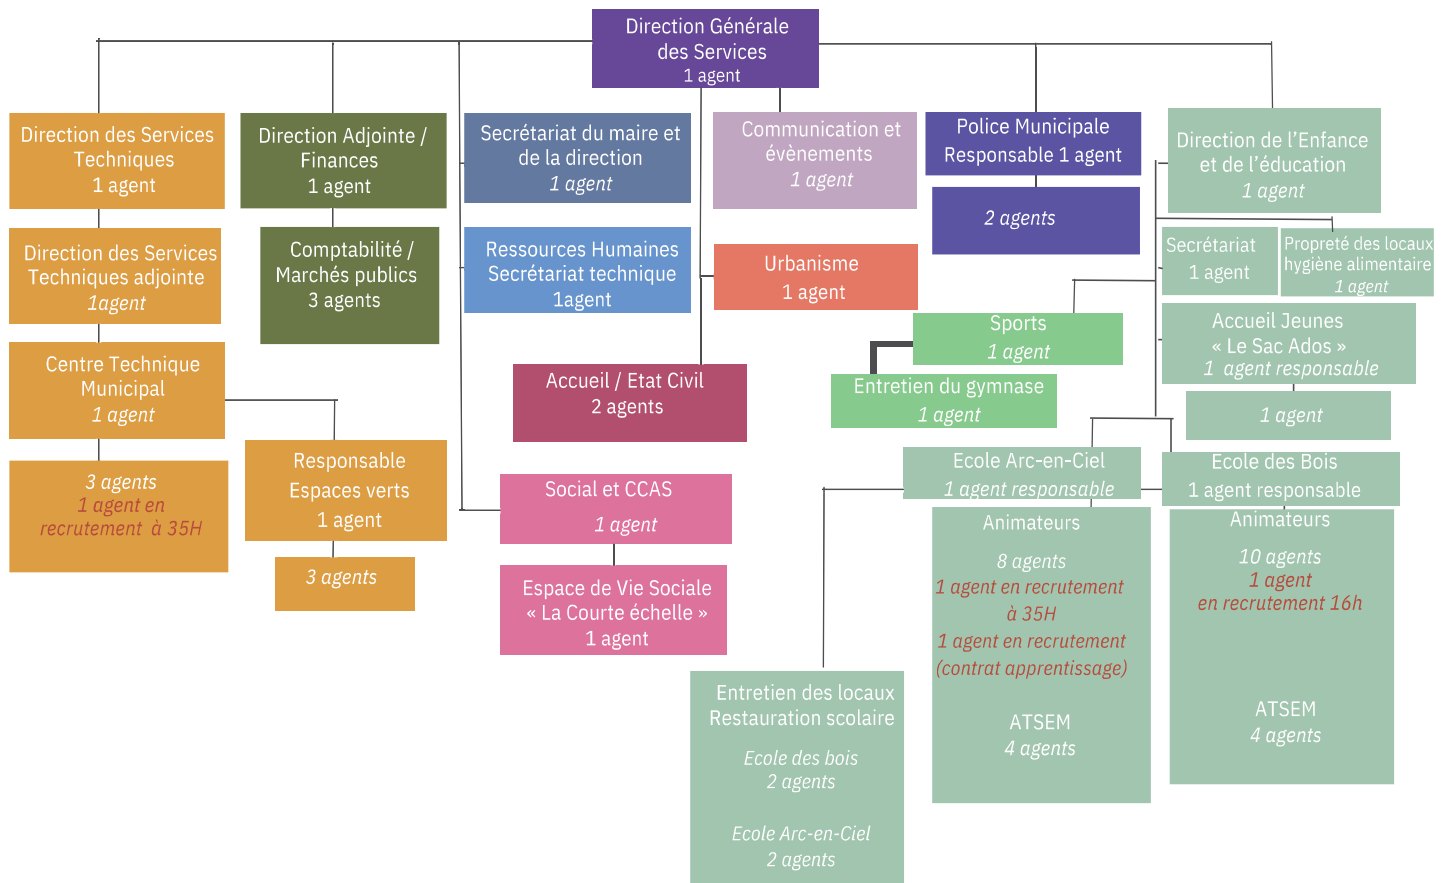 Direction Générale
des Services
1 agent
Direction des Services
Techniques
1 agent
Direction des Services
Techniques adjointe
1agent
Centre Technique
Municipal
1 agent
3 agents
1 agent en
recrutement à 35H
Responsable
Espaces verts
1 agent
3 agents
Direction Adjointe /
Finances
1 agent
Comptabilité /
Marchés publics
3 agents
Secrétariat du maire et
de la direction
1 agent
Ressources Humaines
Secrétariat technique
1agent
Accueil / Etat Civil
2 agents
Social et CCAS
1 agent
Espace de Vie Sociale
« La Courte échelle »
1 agent
Communication et
évènements
1 agent
Urbanisme
1 agent
Police Municipale
Responsable 1 agent
2 agents
Direction de l’Enfance
et de l’éducation
1 agent
Secrétariat
1 agent
Propreté des locaux
hygiène alimentaire
1 agent
Sports
1 agent
Entretien du gymnase
1 agent
Accueil Jeunes
« Le Sac Ados »
1 agent responsable
1 agent
Ecole Arc-en-Ciel
1 agent responsable
Animateurs
8 agents
1 agent en recrutement
à 35H
1 agent en recrutement
(contrat apprentissage)
ATSEM
4 agents
Ecole des Bois
1 agent responsable
Animateurs
10 agents
1 agent
en recrutement 16h
ATSEM
4 agents
Entretien des locaux
Restauration scolaire
Ecole des bois
2 agents
Ecole Arc-en-Ciel
2 agents